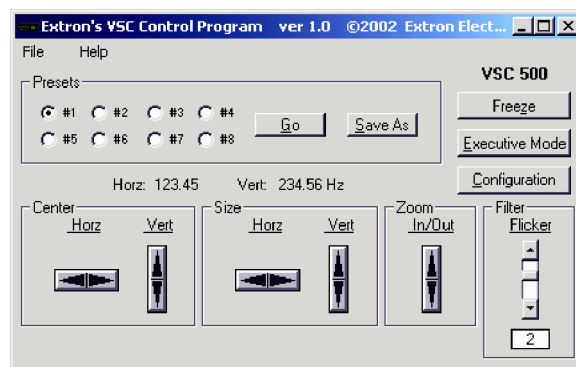 Extron's VSC Control Program ver 1.0 ©2002 Extron Elect...
File Help
Presets
#1 #2 #3 #4
#5 #6 #7 #8
Go
Save As
VSC 500
Freeze
Executive Mode
Configuration
Horz: 123.45 Vert: 234.56 Hz
Center
Horz Vert
Size
Horz Vert
Zoom
In/Out
Filter
Flicker
2